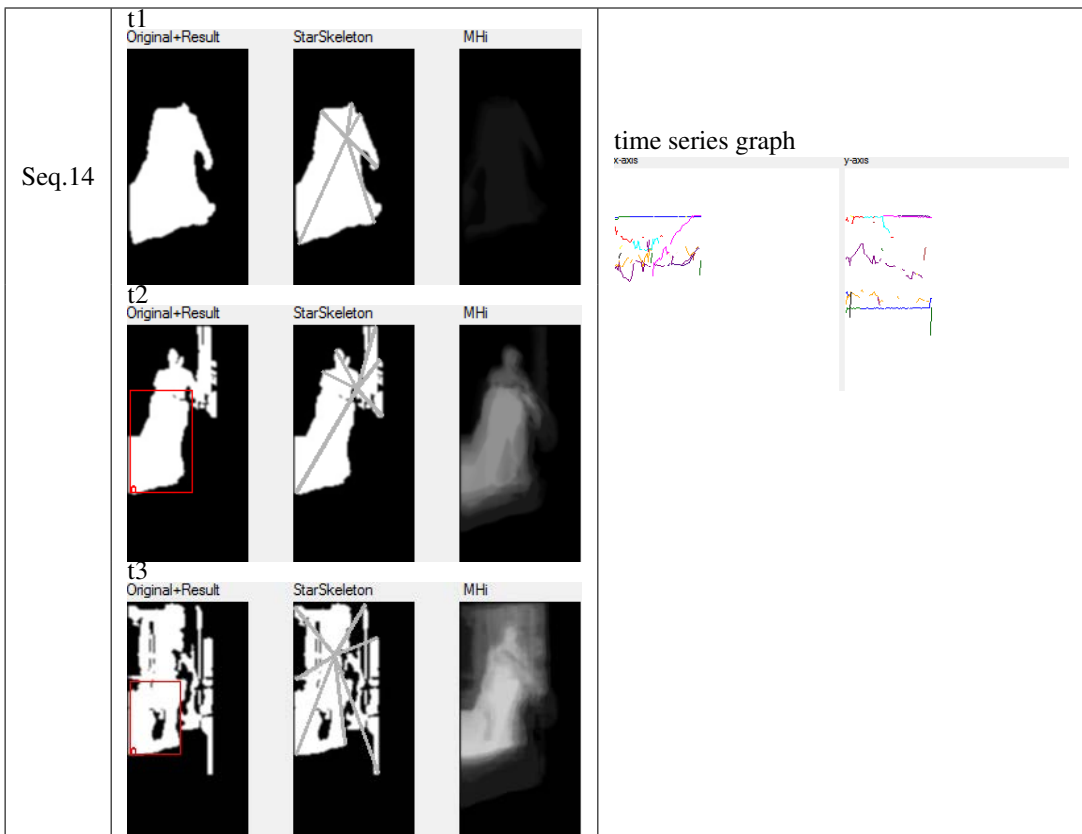 Seq.14
t1
Original+Result StarSkeleton MHi
t2
Original+Result StarSkeleton MHi
t3
Original+Result StarSkeleton MHi
time series graph
x-axis y-axis